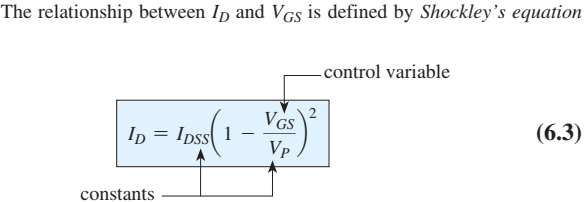 The relationship between I_D and V_GS is defined by Shockley's equation
control variable
I_D = I_DSS(1 − V_GS/V_P)^2 (6.3)
constants